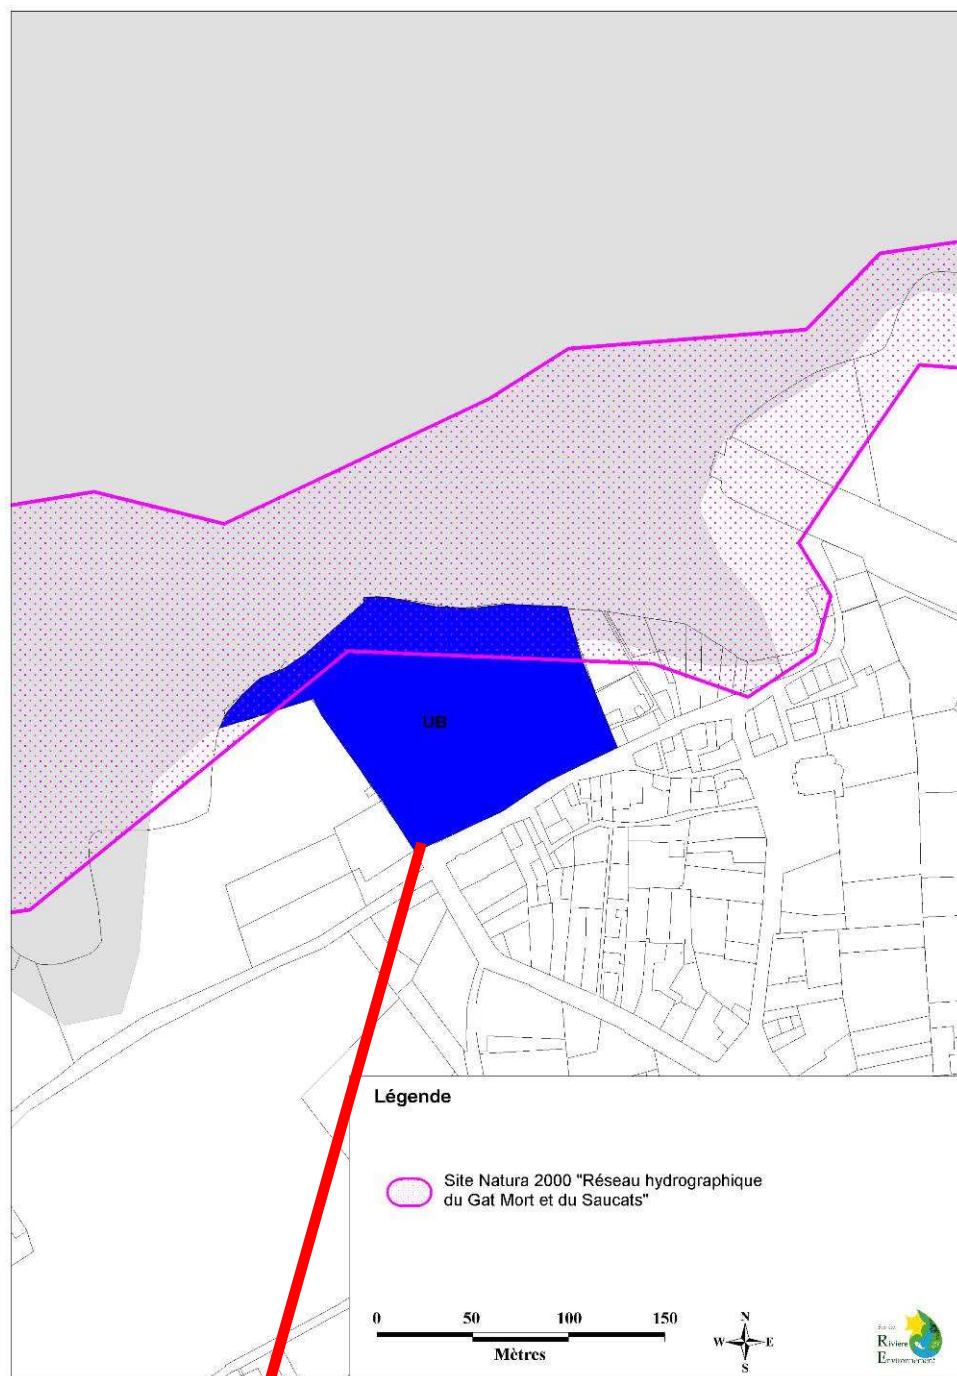 UB
Légende
Site Natura 2000 "Réseau hydrographique
du Gat Mort et du Saucats"
0 50 100 150
Mètres
N
W E
S
Rivière
Environnement